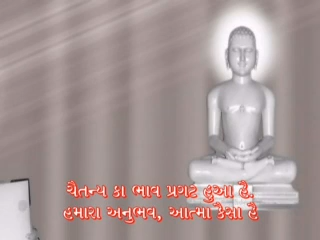 ચૈતન્ય કા ભાવ પ્રગટ હુઆ હૈ,
હમારા અનુભવ, આત્મા કૈસા હૈ